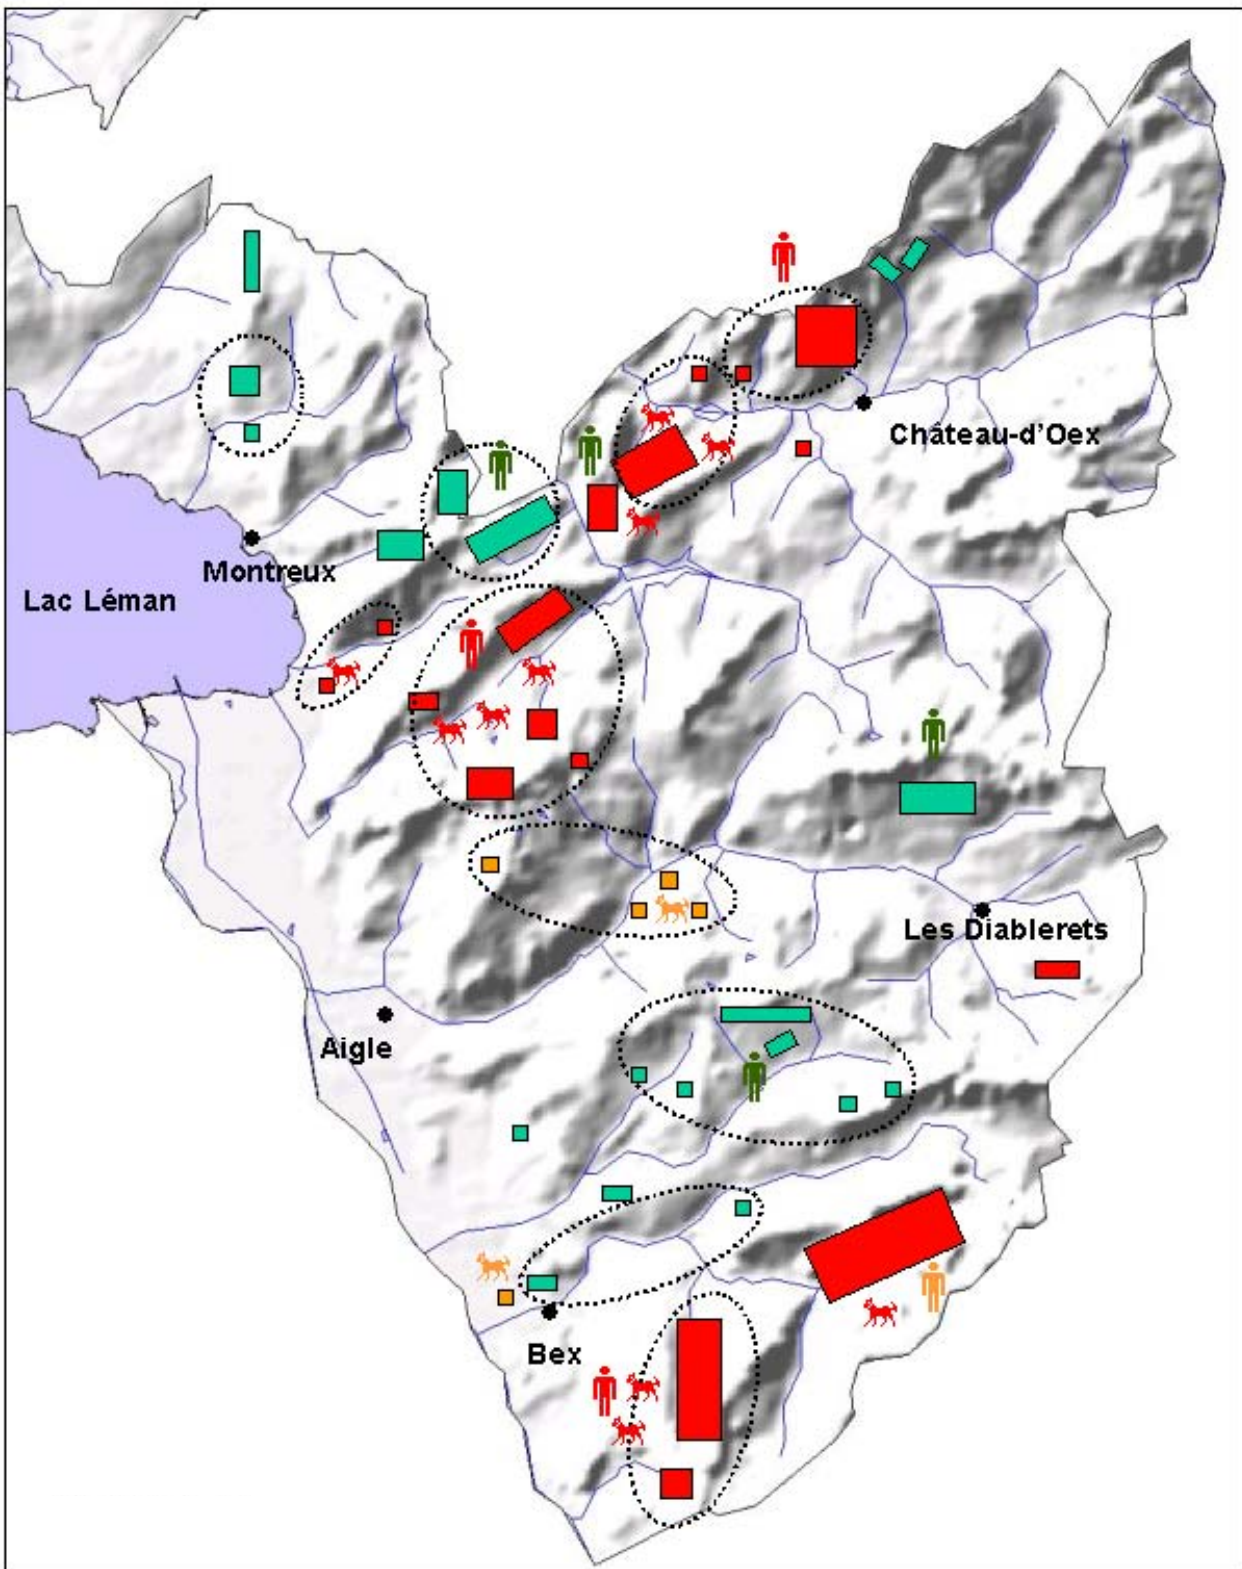 Château-d'Oex
Montreux
Lac Léman
Les Diablerets
Aigle
Bex